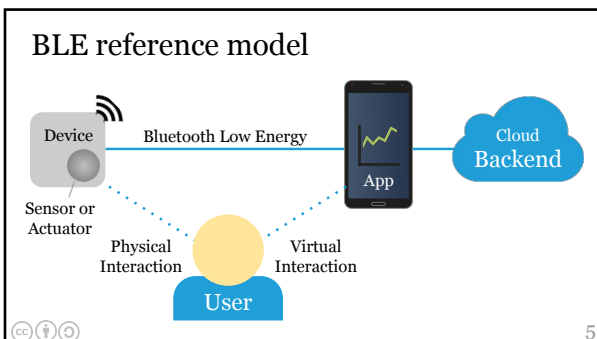 BLE reference model
Device
Bluetooth Low Energy
App
Cloud
Backend
Sensor or
Actuator
Physical
Interaction
Virtual
Interaction
User
cc
5